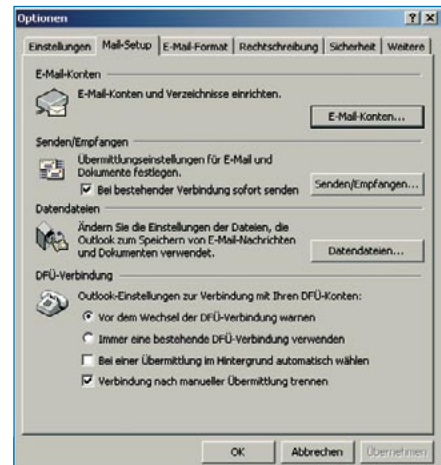 Optionen
Einstellungen Mail-Setup E-Mail-Format Rechtschreibung Sicherheit Weitere
E-Mail-Konten
E-Mail-Konten und Verzeichnisse einrichten.
E-Mail-Konten...
Senden/Empfangen
Übermittlungseinstellungen für E-Mail und
Dokumente festlegen.
Bei bestehender Verbindung sofort senden
Senden/Empfangen...
Datendateien
Ändern Sie die Einstellungen der Dateien, die
Outlook zum Speichern von E-Mail-Nachrichten
und Dokumenten verwendet.
Datendateien...
DFÜ-Verbindung
Outlook-Einstellungen zur Verbindung mit Ihren DFÜ-Konten:
Vor dem Wechsel der DFÜ-Verbindung warnen
Immer eine bestehende DFÜ-Verbindung verwenden
Bei einer Übermittlung im Hintergrund automatisch wählen
Verbindung nach manueller Übermittlung trennen
OK Abbrechen Übernehmen